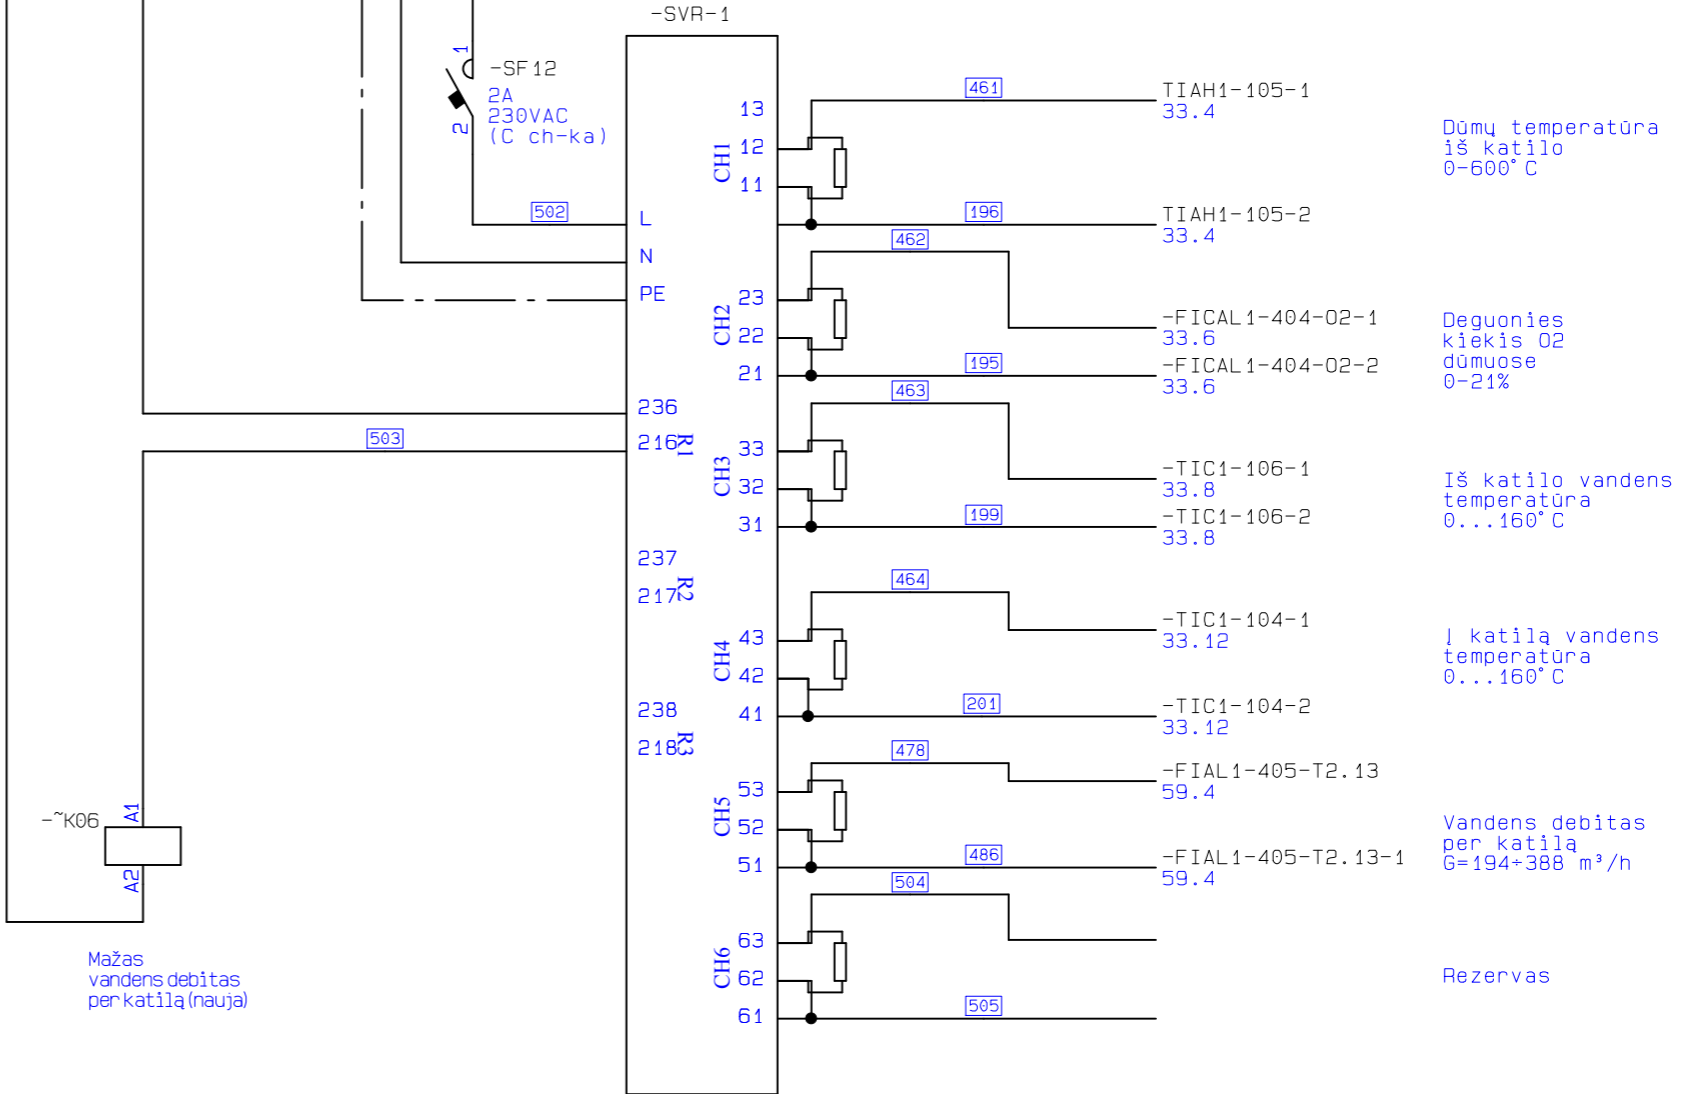 -SVR-1
1
-SF12
2A
230VAC
(C ch-ka)
2
502
L
N
PE
236
216
R1
503
237
217
R2
238
218
R3
-~K06
A1
A2
Mažas
vandens debitas
per katilą (nauja)
CH1
13
12
11
461
TIAH1-105-1
33.4
196
TIAH1-105-2
33.4
Dūmų temperatūra
iš katilo
0-600°C
CH2
23
22
21
462
-FICAL1-404-O2-1
33.6
195
-FICAL1-404-O2-2
33.6
Deguonies
kiekis O2
dūmuose
0-21%
CH3
33
32
31
463
-TIC1-106-1
33.8
199
-TIC1-106-2
33.8
Iš katilo vandens
temperatūra
0...160°C
CH4
43
42
41
464
-TIC1-104-1
33.12
201
-TIC1-104-2
33.12
Į katilą vandens
temperatūra
0...160°C
CH5
53
52
51
478
-FIAL1-405-T2.13
59.4
486
-FIAL1-405-T2.13-1
59.4
Vandens debitas
per katilą
G=194÷388 m³/h
CH6
63
62
61
504
505
Rezervas